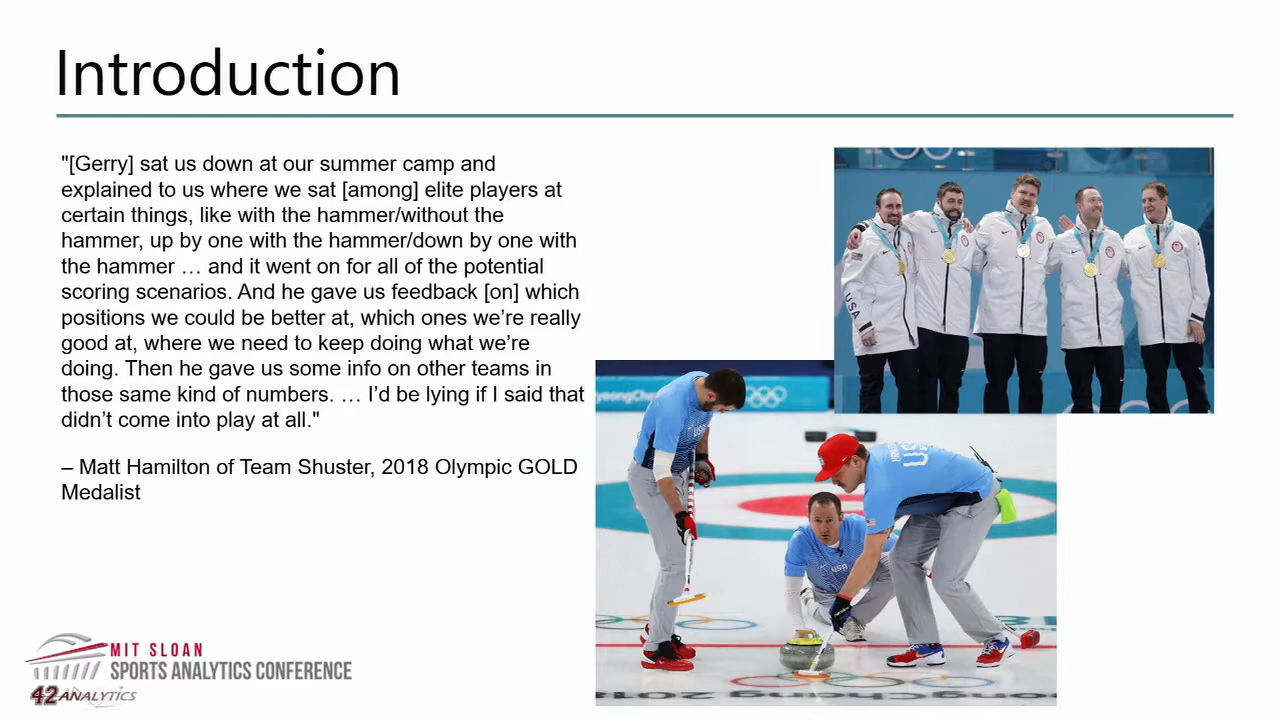 Introduction
"[Gerry] sat us down at our summer camp and
explained to us where we sat [among] elite players at
certain things, like with the hammer/without the
hammer, up by one with the hammer/down by one with
the hammer … and it went on for all of the potential
scoring scenarios. And he gave us feedback [on] which
positions we could be better at, which ones we’re really
good at, where we need to keep doing what we’re
doing. Then he gave us some info on other teams in
those same kind of numbers. … I’d be lying if I said that
didn’t come into play at all."
– Matt Hamilton of Team Shuster, 2018 Olympic GOLD
Medalist
USA
USA
US
MIT SLOAN
SPORTS ANALYTICS CONFERENCE
42 ANALYTICS